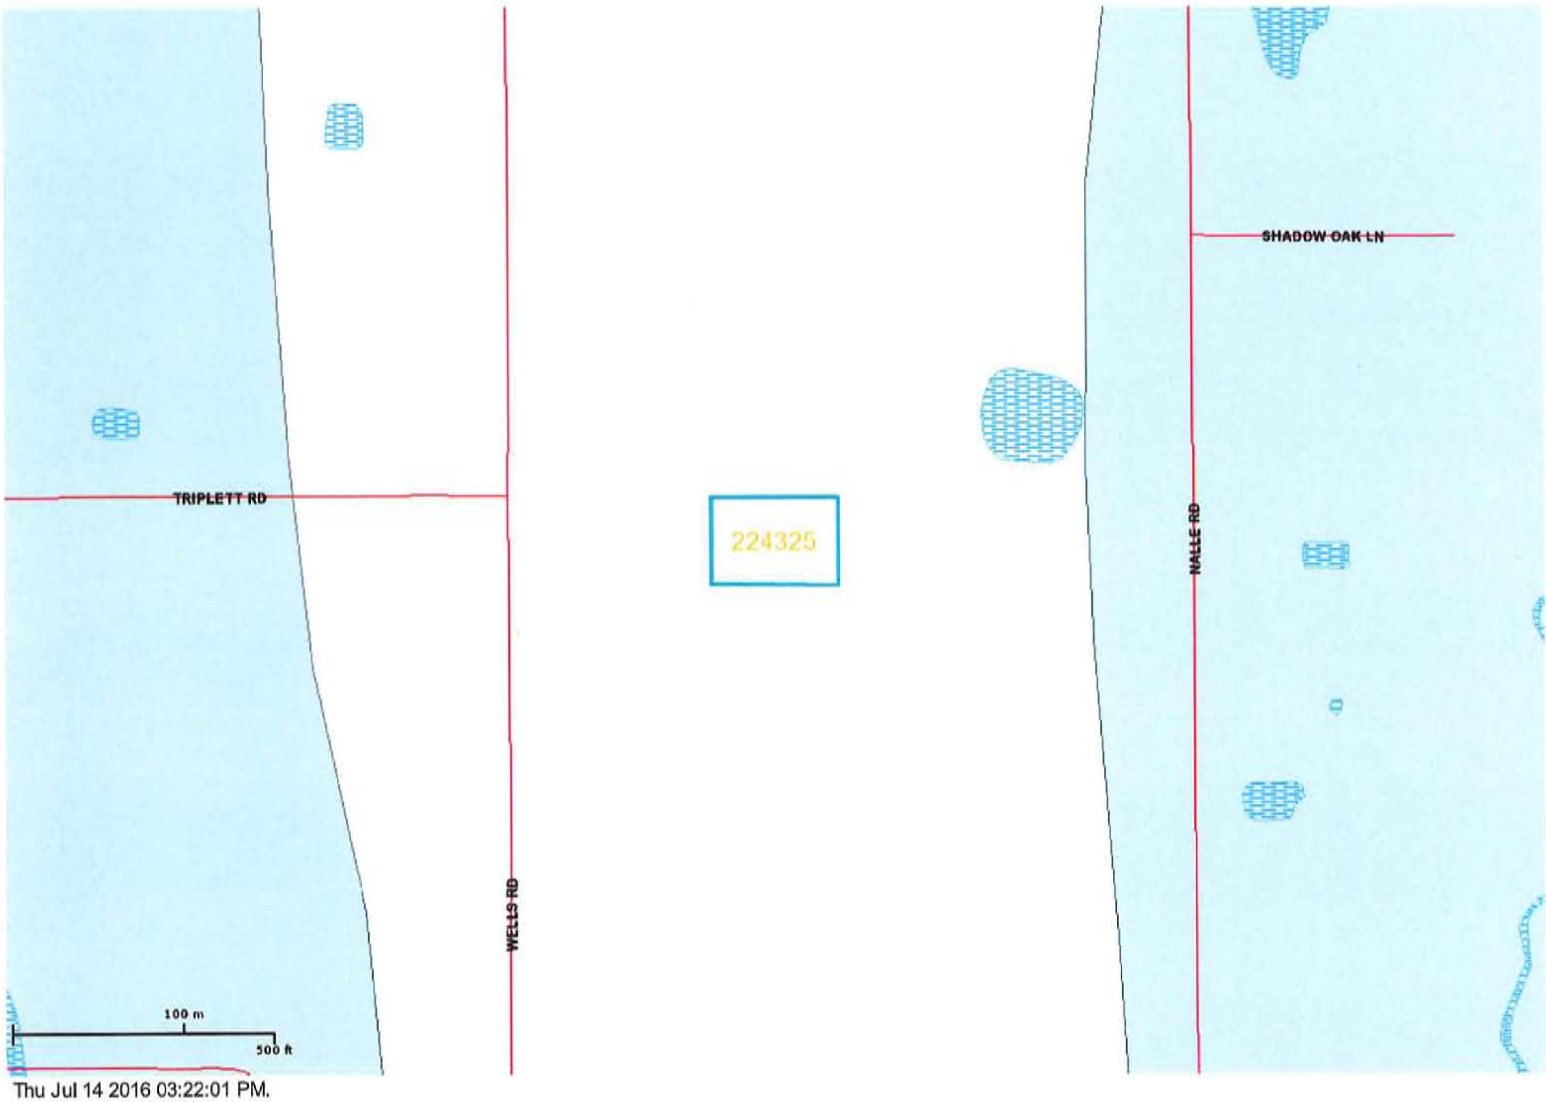 SHADOW OAK LN
TRIPLETT RD
NALLE RD
224325
WELLS RD
100 m
500 ft
Thu Jul 14 2016 03:22:01 PM.